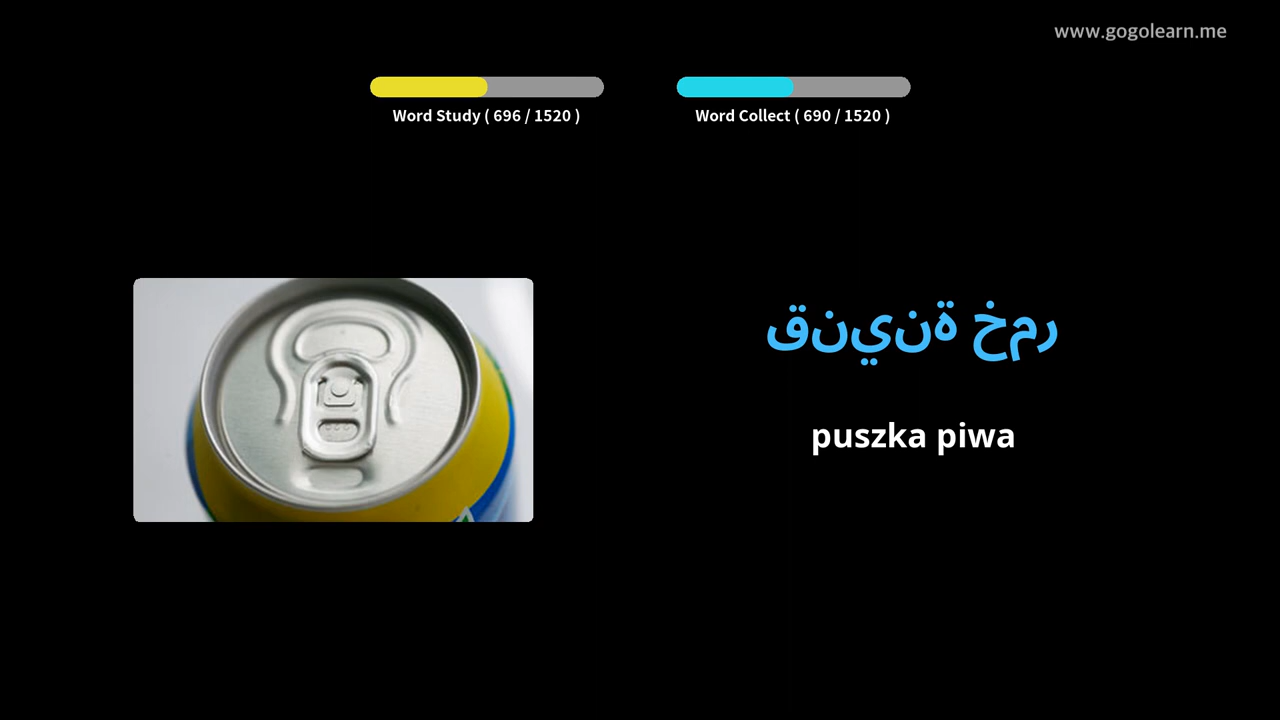 www.gogolearn.me
Word Study ( 696 / 1520 )
Word Collect ( 690 / 1520 )
قنينة خمر
puszka piwa